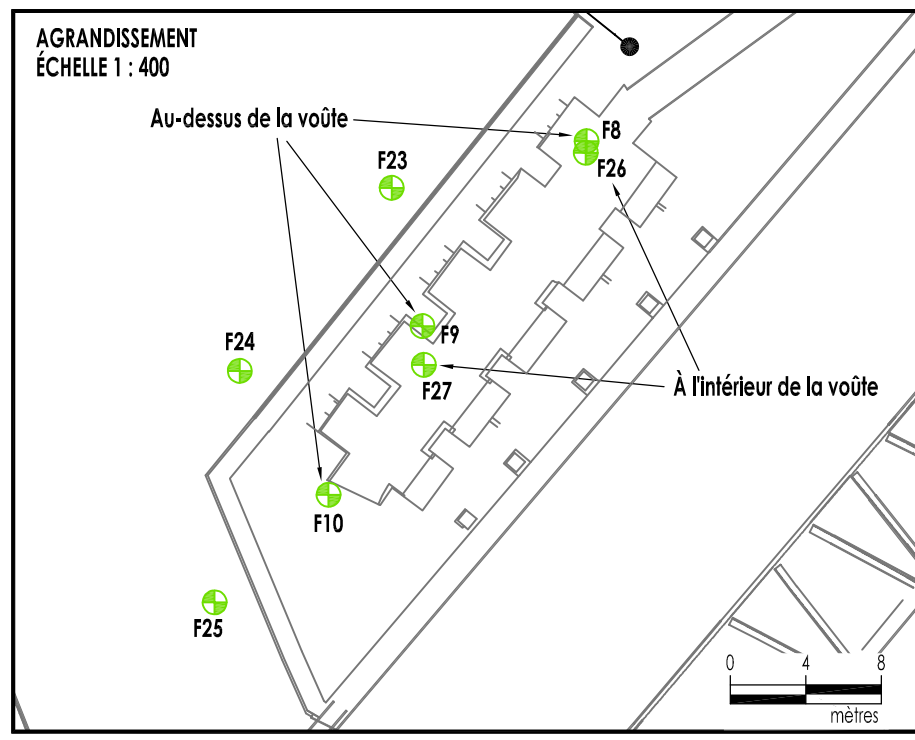 AGRANDISSEMENT
ÉCHELLE 1 : 400
Au-dessus de la voûte
F8
F23
F26
F9
F24
F27
À l'intérieur de la voûte
F10
F25
0 4 8
mètres